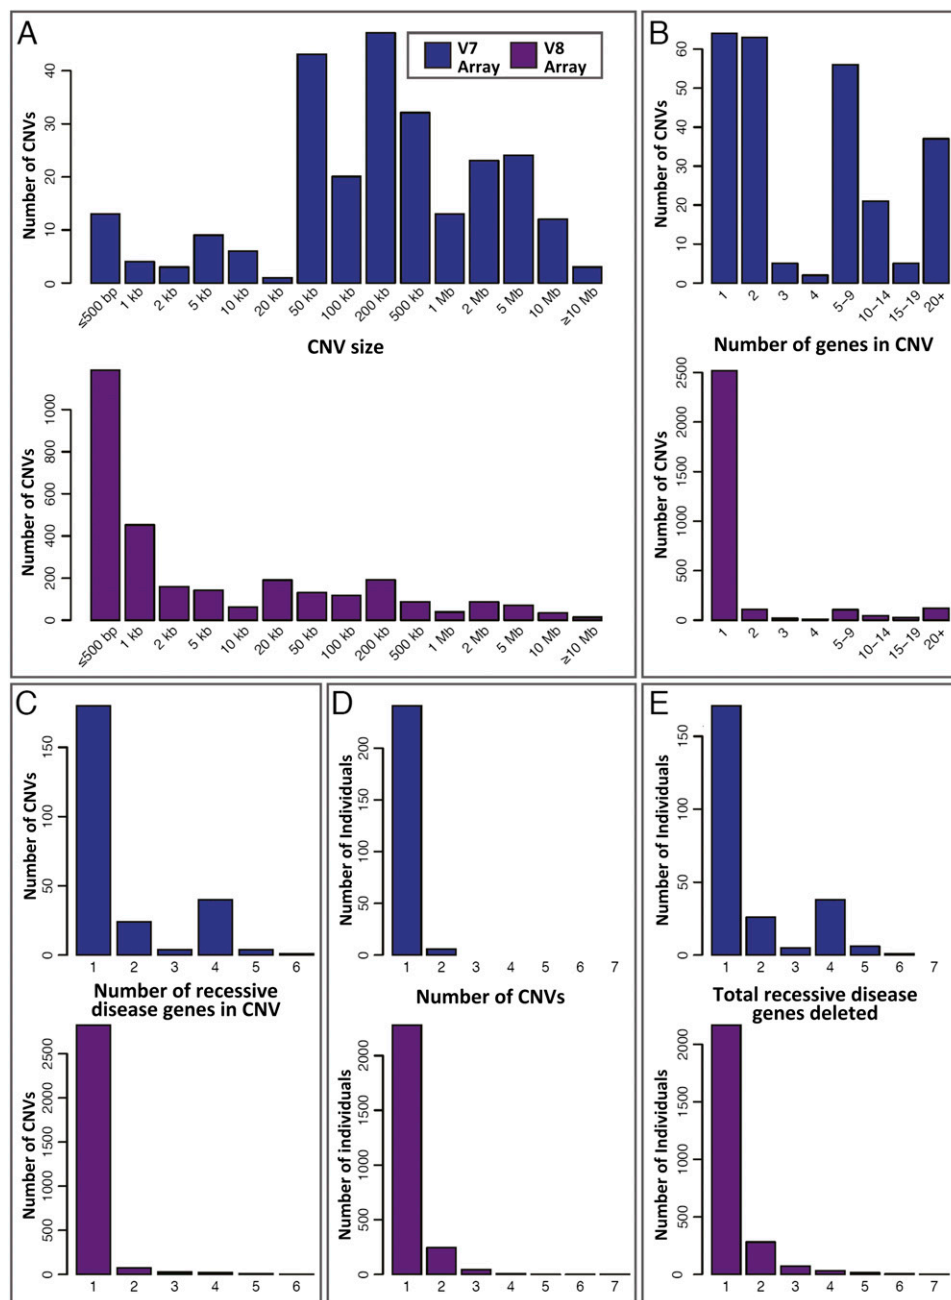 A
V7 Array
V8 Array
Number of CNVs
0 10 20 30 40
≤500 bp 1 kb 2 kb 5 kb 10 kb 20 kb 50 kb 100 kb 200 kb 500 kb 1 Mb 2 Mb 5 Mb 10 Mb ≥10 Mb
CNV size
Number of CNVs
0 200 400 600 800 1000
≤500 bp 1 kb 2 kb 5 kb 10 kb 20 kb 50 kb 100 kb 200 kb 500 kb 1 Mb 2 Mb 5 Mb 10 Mb ≥10 Mb
B
Number of CNVs
0 10 20 30 40 50 60
1 2 3 4 5–9 10–14 15–19 20+
Number of genes in CNV
Number of CNVs
0 500 1000 1500 2000 2500
1 2 3 4 5–9 10–14 15–19 20+
C
Number of CNVs
0 50 100 150
1 2 3 4 5 6
Number of recessive
disease genes in CNV
Number of CNVs
0 500 1000 1500 2000 2500
1 2 3 4 5 6
D
Number of Individuals
0 50 100 150 200
1 2 3 4 5 6 7
Number of CNVs
Number of individuals
0 500 1000 1500 2000
1 2 3 4 5 6 7
E
Number of Individuals
0 50 100 150
1 2 3 4 5 6 7
Total recessive disease
genes deleted
Number of Individuals
0 500 1000 1500 2000
1 2 3 4 5 6 7